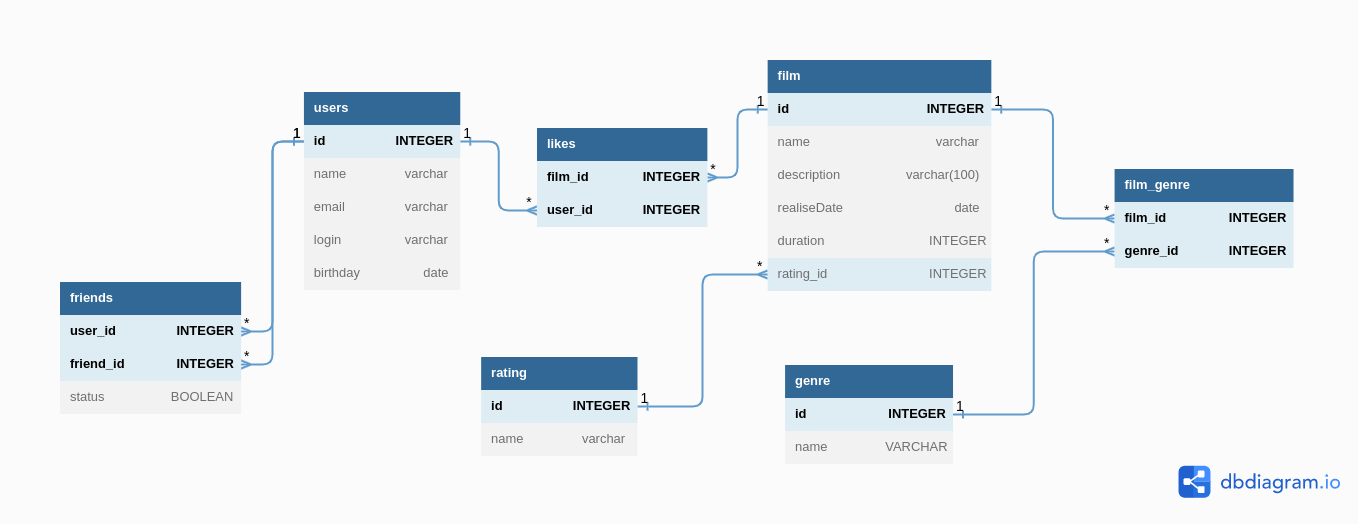 users
id INTEGER
name varchar
email varchar
login varchar
birthday date
friends
user_id INTEGER
friend_id INTEGER
status BOOLEAN
likes
film_id INTEGER
user_id INTEGER
film
id INTEGER
name varchar
description varchar(100)
realiseDate date
duration INTEGER
rating_id INTEGER
rating
id INTEGER
name varchar
genre
id INTEGER
name VARCHAR
film_genre
film_id INTEGER
genre_id INTEGER
1
1
*
*
*
*
1
1
*
1
*
*
1
dbdiagram.io